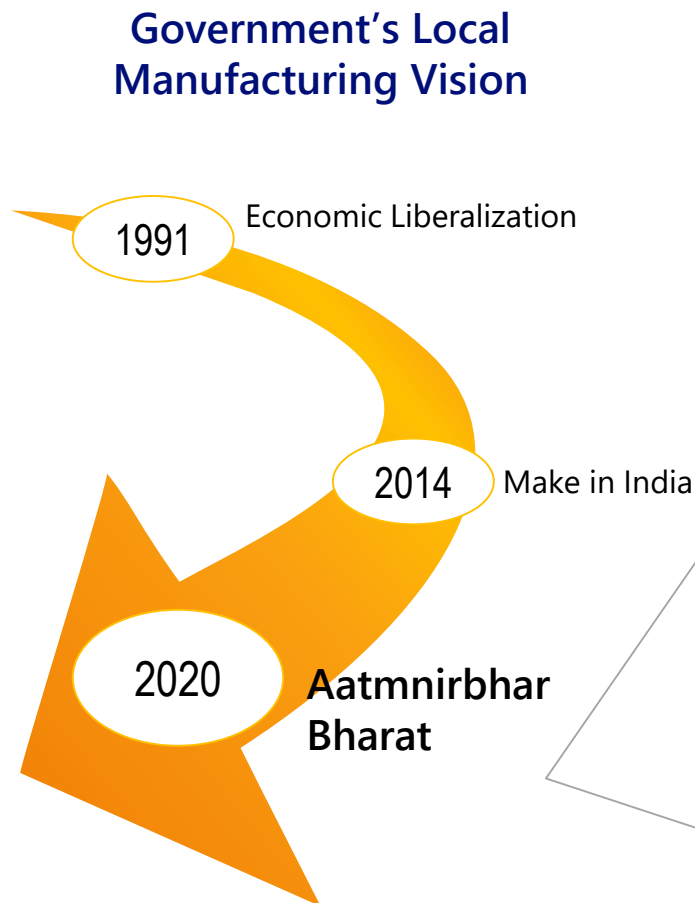 Government’s Local
Manufacturing Vision
1991
Economic Liberalization
2014
Make in India
2020
Aatmnirbhar
Bharat